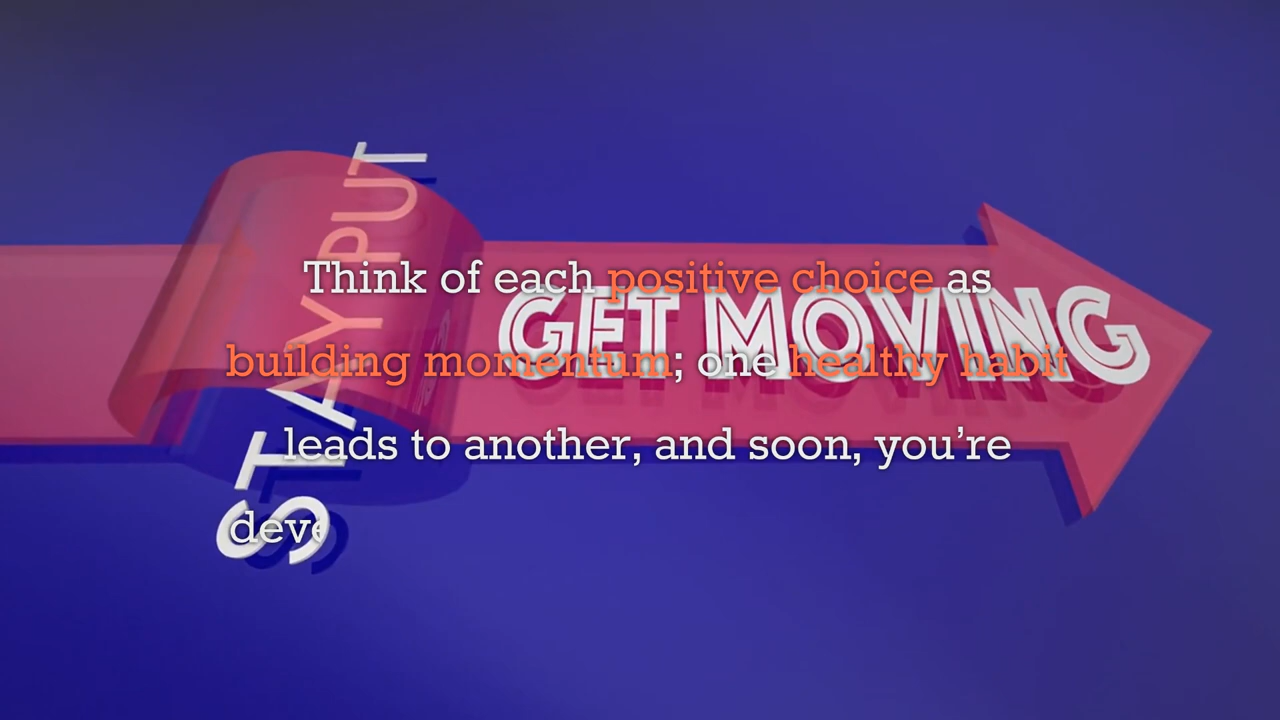 STAY PUT
GET MOVING
Think of each positive choice as
building momentum; one healthy habit
leads to another, and soon, you’re